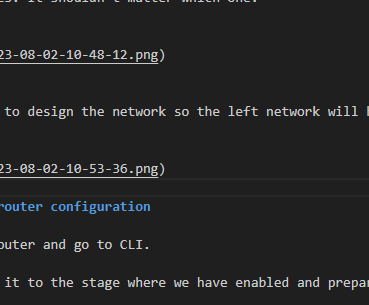 es. It shouldn't matter which one.
23-08-02-10-48-12.png)
to design the network so the left network will h
23-08-02-10-53-36.png)
router configuration
outer and go to CLI.
it to the stage where we have enabled and prepar